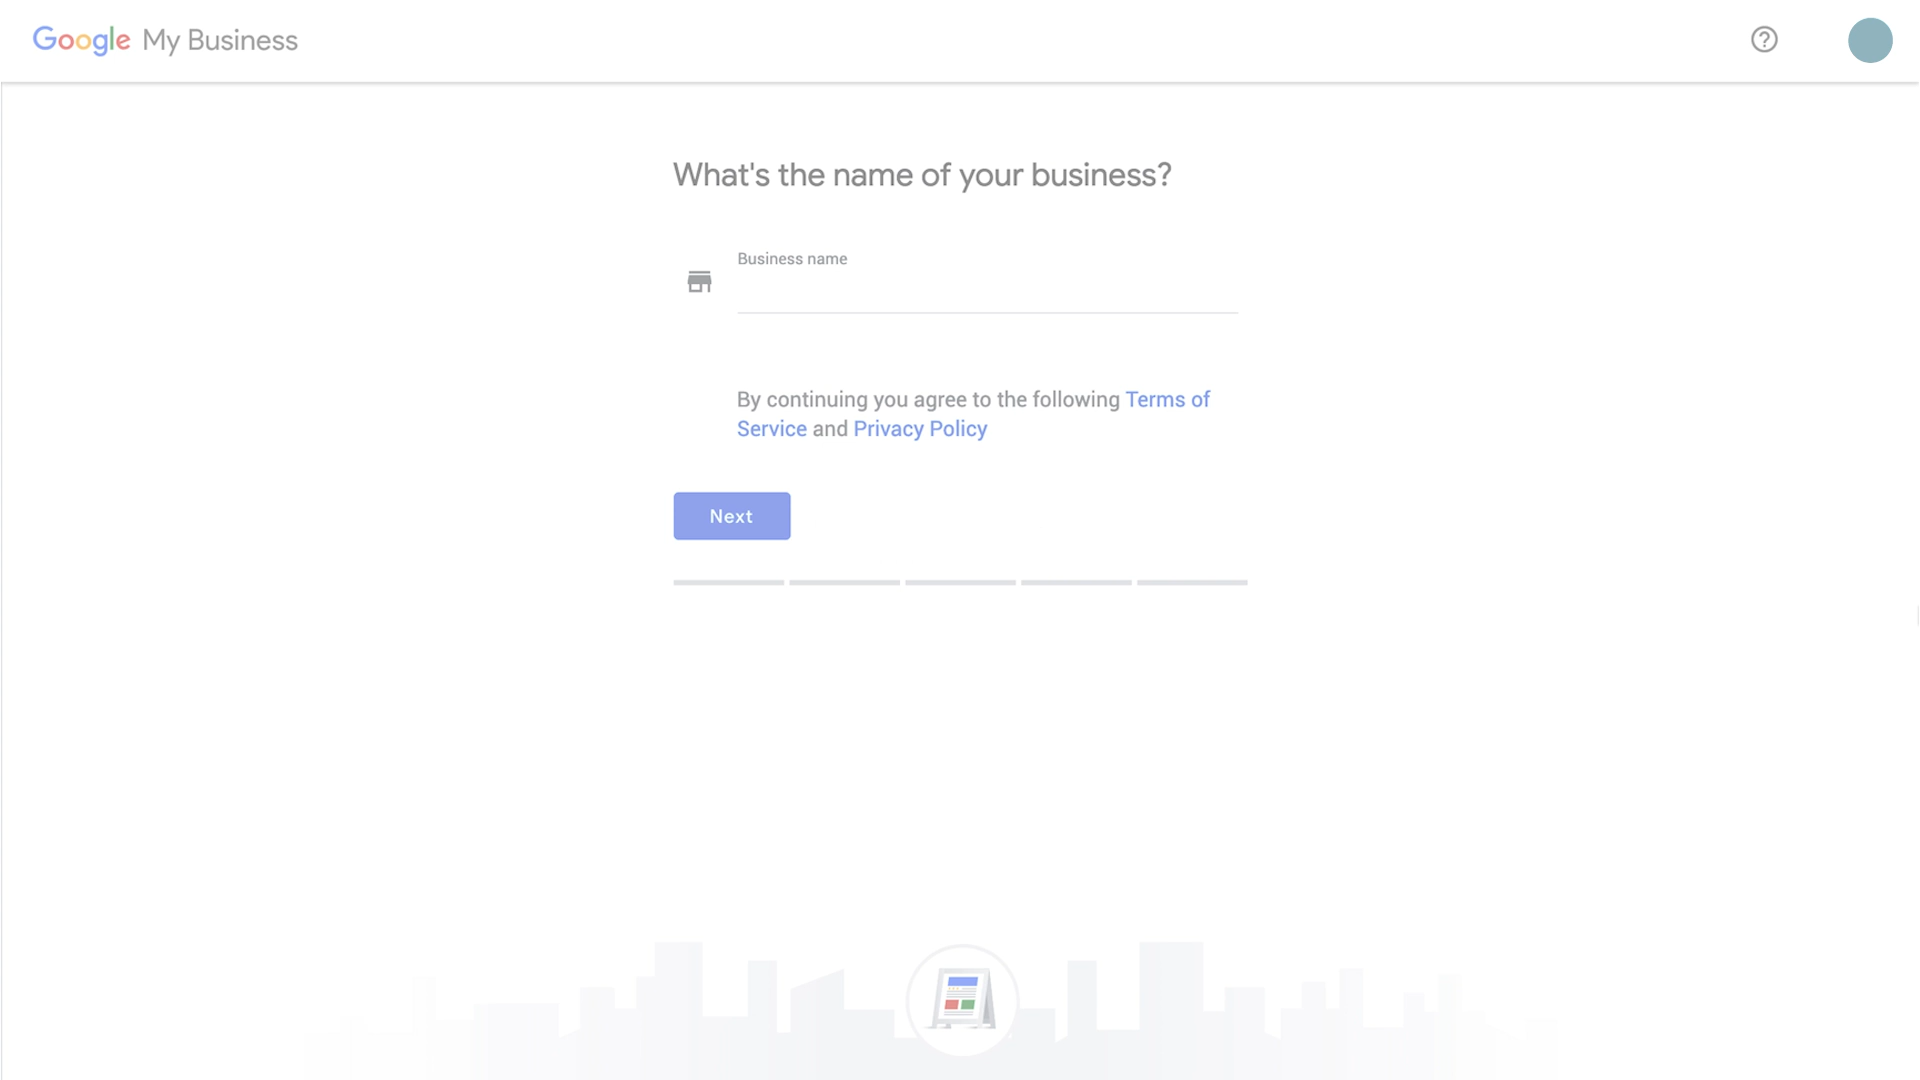 Google My Business
What's the name of your business?
Business name
By continuing you agree to the following Terms of
Service and Privacy Policy
Next